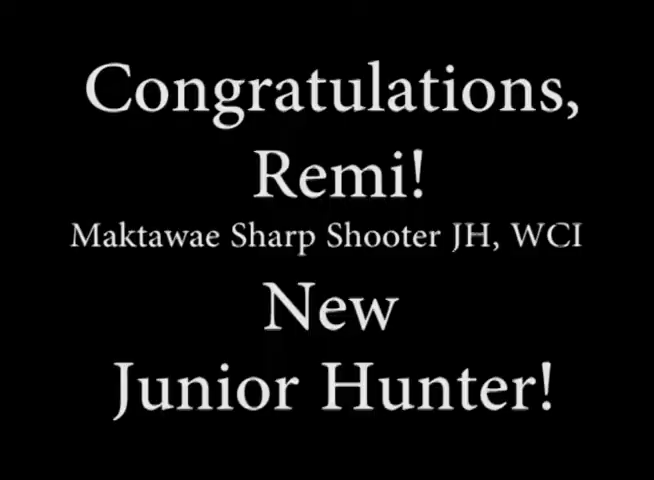 Congratulations,
Remi!
Maktawae Sharp Shooter JH, WCI
New
Junior Hunter!